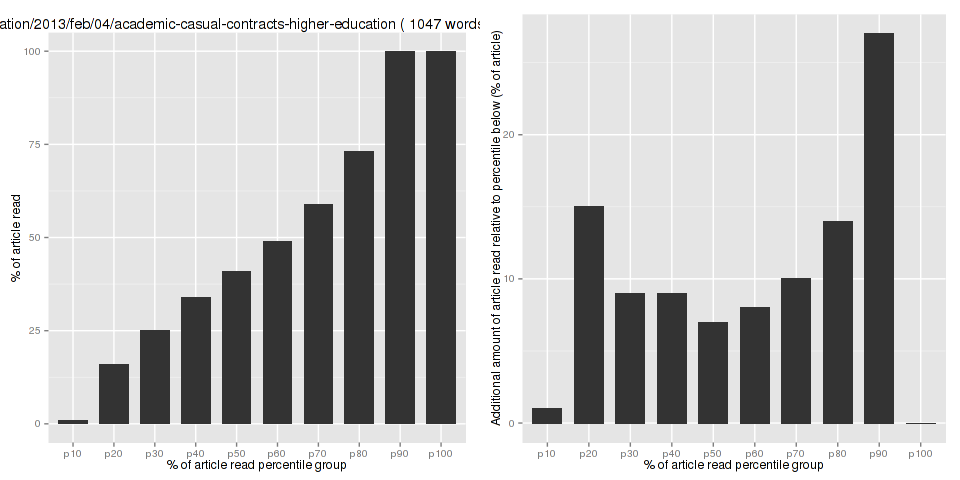 ation/2013/feb/04/academic-casual-contracts-higher-education ( 1047 words
% of article read
100
75
50
25
0
p10 p20 p30 p40 p50 p60 p70 p80 p90 p100
% of article read percentile group
Additional amount of article read relative to percentile below (% of article)
20
10
0
p10 p20 p30 p40 p50 p60 p70 p80 p90 p100
% of article read percentile group